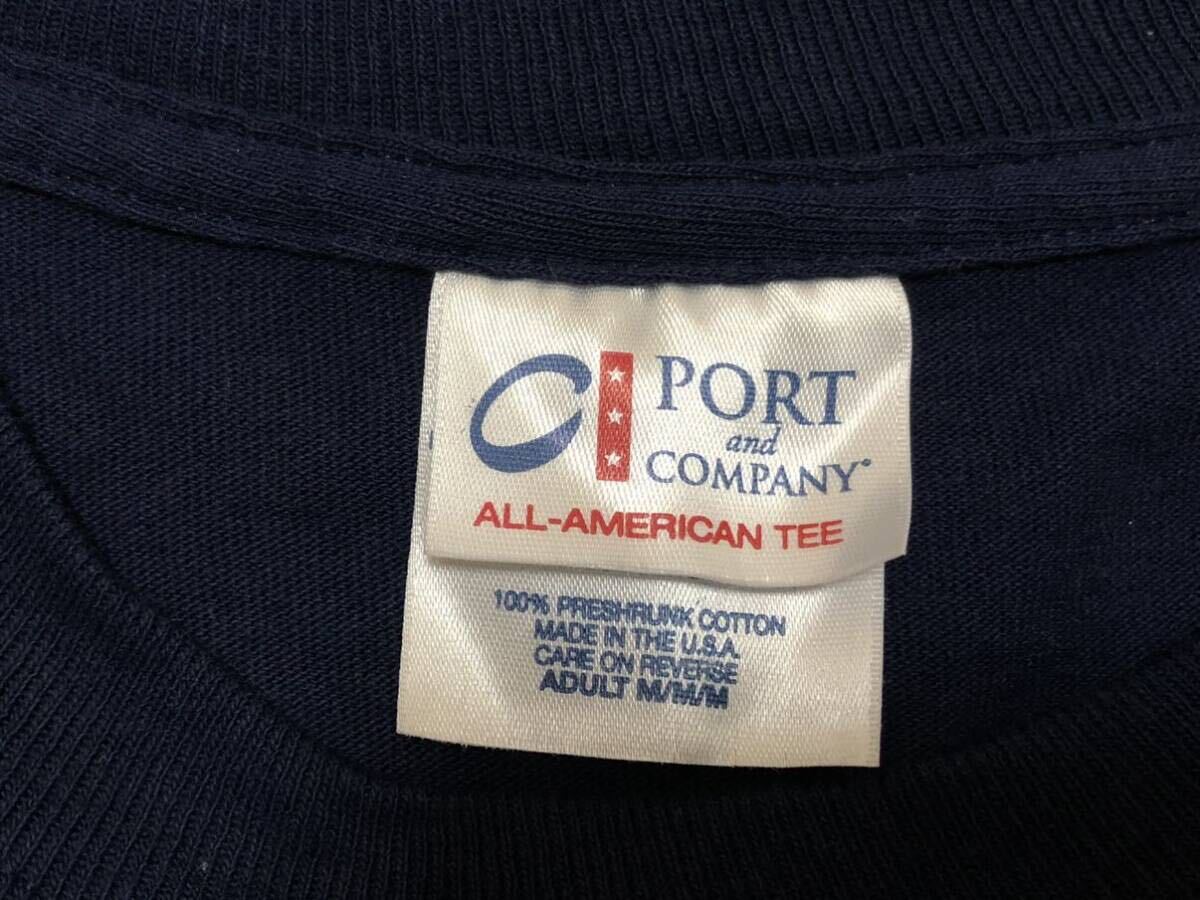 PORT
and
COMPANY®
ALL-AMERICAN TEE
100% PRESHRUNK COTTON
MADE IN THE U.S.A.
CARE ON REVERSE
ADULT M/M/M